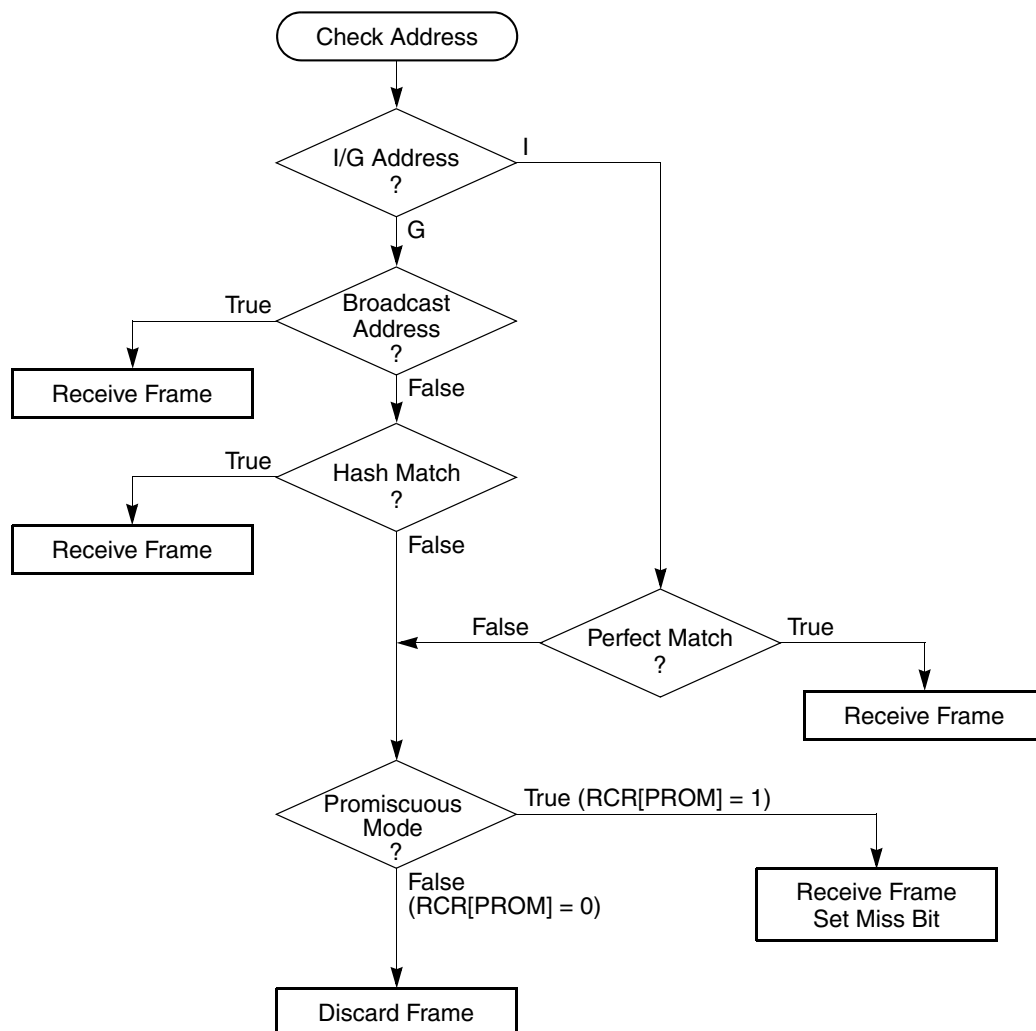 Check Address
I/G Address
?
I
G
Broadcast
Address
?
True
Receive Frame
False
Hash Match
?
True
Receive Frame
False
Perfect Match
?
False
True
Receive Frame
Promiscuous
Mode
?
True (RCR[PROM] = 1)
Receive Frame
Set Miss Bit
False
(RCR[PROM] = 0)
Discard Frame